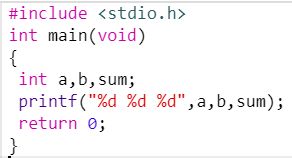 #include <stdio.h>
int main(void)
{
 int a,b,sum;
 printf("%d %d %d",a,b,sum);
 return 0;
}